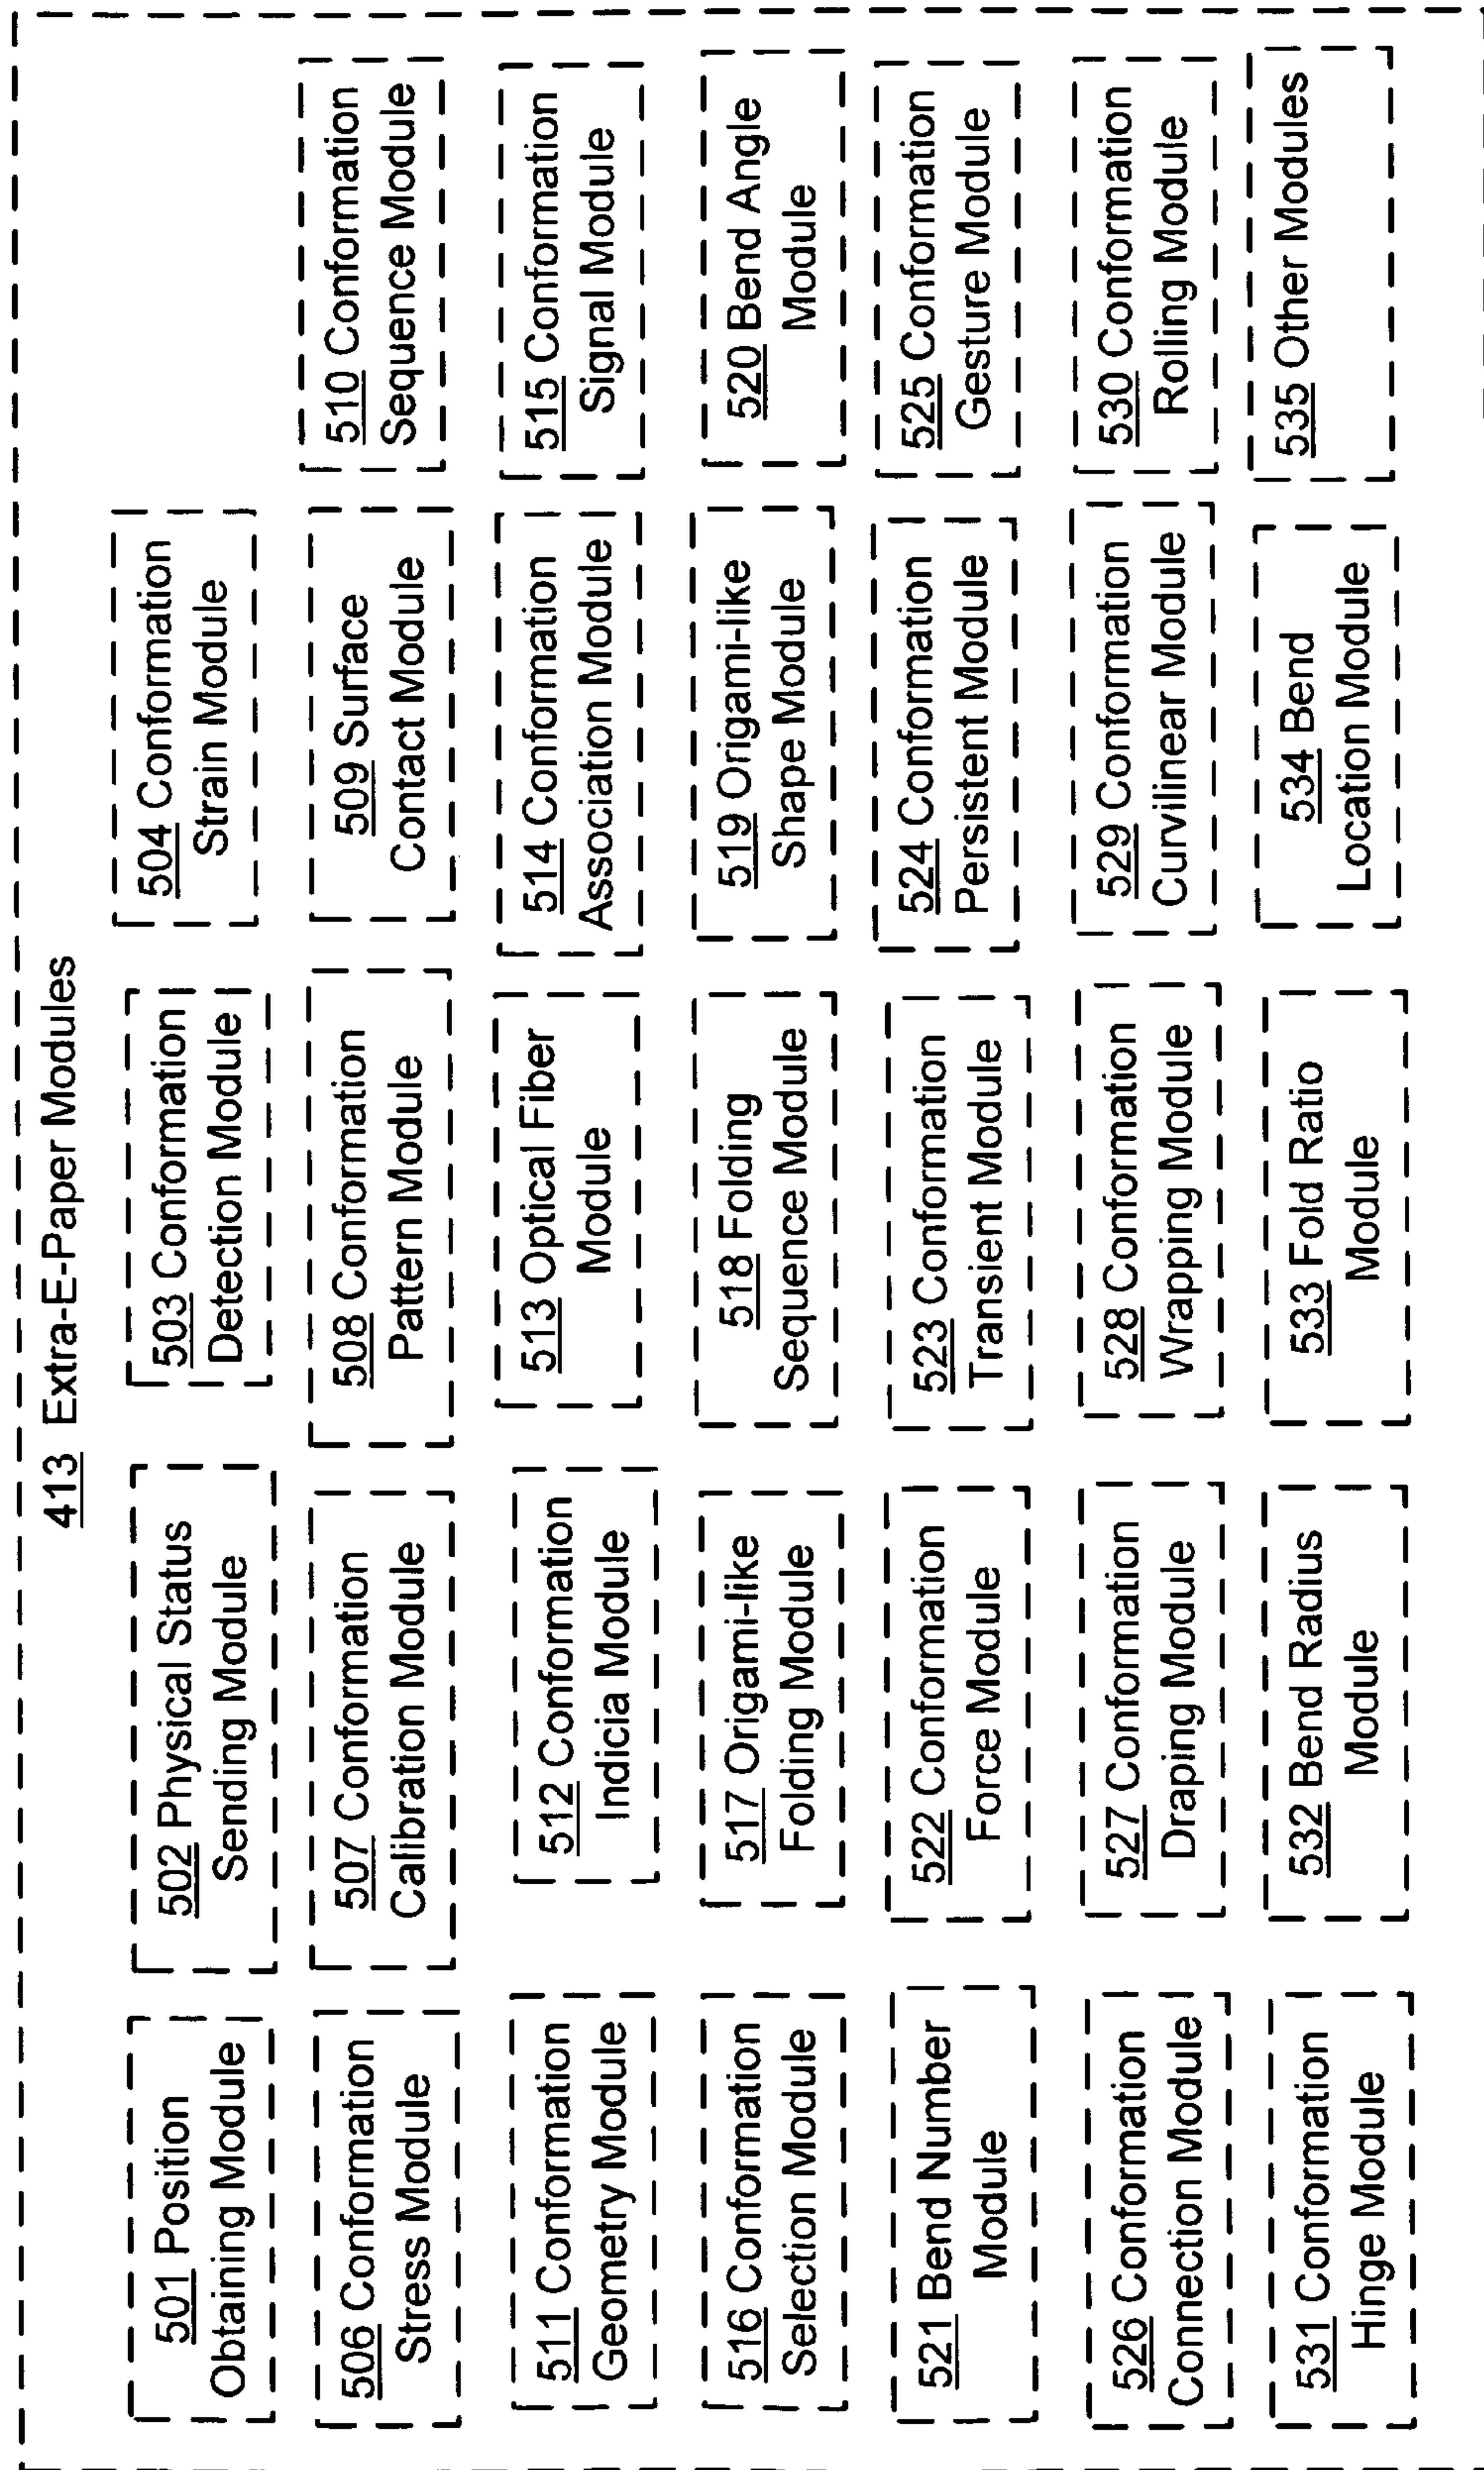 413 Extra-E-Paper Modules
501 Position
Obtaining Module
502 Physical Status
Sending Module
503 Conformation
Detection Module
504 Conformation
Strain Module
506 Conformation
Stress Module
507 Conformation
Calibration Module
508 Conformation
Pattern Module
509 Surface
Contact Module
510 Conformation
Sequence Module
511 Conformation
Geometry Module
512 Conformation
Indicia Module
513 Optical Fiber
Module
514 Conformation
Association Module
515 Conformation
Signal Module
516 Conformation
Selection Module
517 Origami-like
Folding Module
518 Folding
Sequence Module
519 Origami-like
Shape Module
520 Bend Angle
Module
521 Bend Number
Module
522 Conformation
Force Module
523 Conformation
Transient Module
524 Conformation
Persistent Module
525 Conformation
Gesture Module
526 Conformation
Connection Module
527 Conformation
Draping Module
528 Conformation
Wrapping Module
529 Conformation
Curvilinear Module
530 Conformation
Rolling Module
531 Conformation
Hinge Module
532 Bend Radius
Module
533 Fold Ratio
Module
534 Bend
Location Module
535 Other Modules